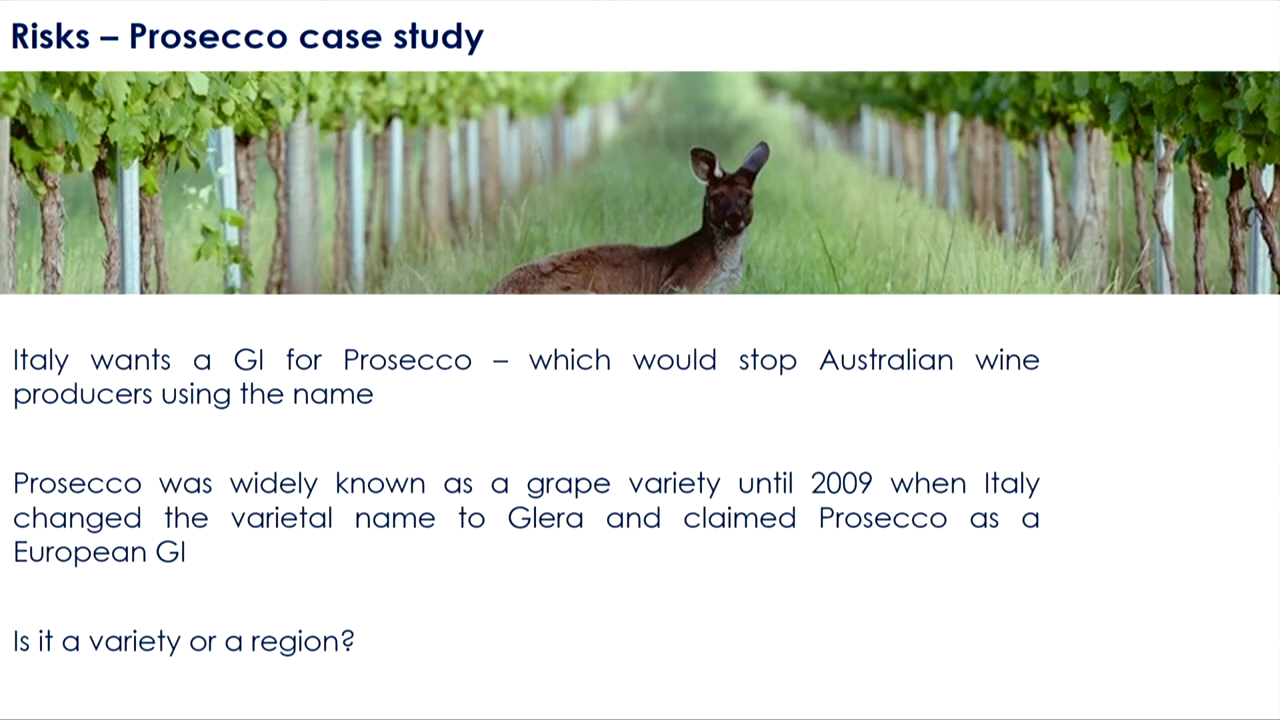 Risks – Prosecco case study
Italy wants a GI for Prosecco – which would stop Australian wine
producers using the name
Prosecco was widely known as a grape variety until 2009 when Italy
changed the varietal name to Glera and claimed Prosecco as a
European GI
Is it a variety or a region?